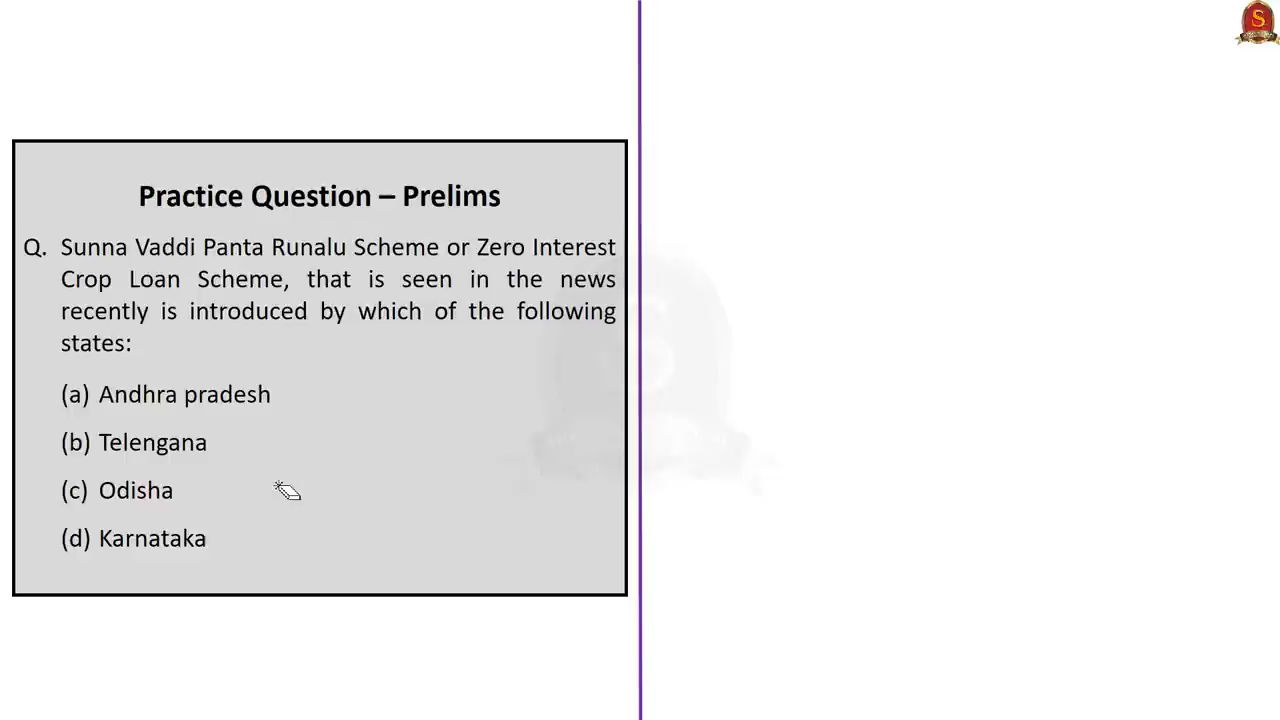 S
Practice Question – Prelims
Q. Sunna Vaddi Panta Runalu Scheme or Zero Interest
Crop Loan Scheme, that is seen in the news
recently is introduced by which of the following
states:
(a) Andhra pradesh
(b) Telengana
(c) Odisha
(d) Karnataka